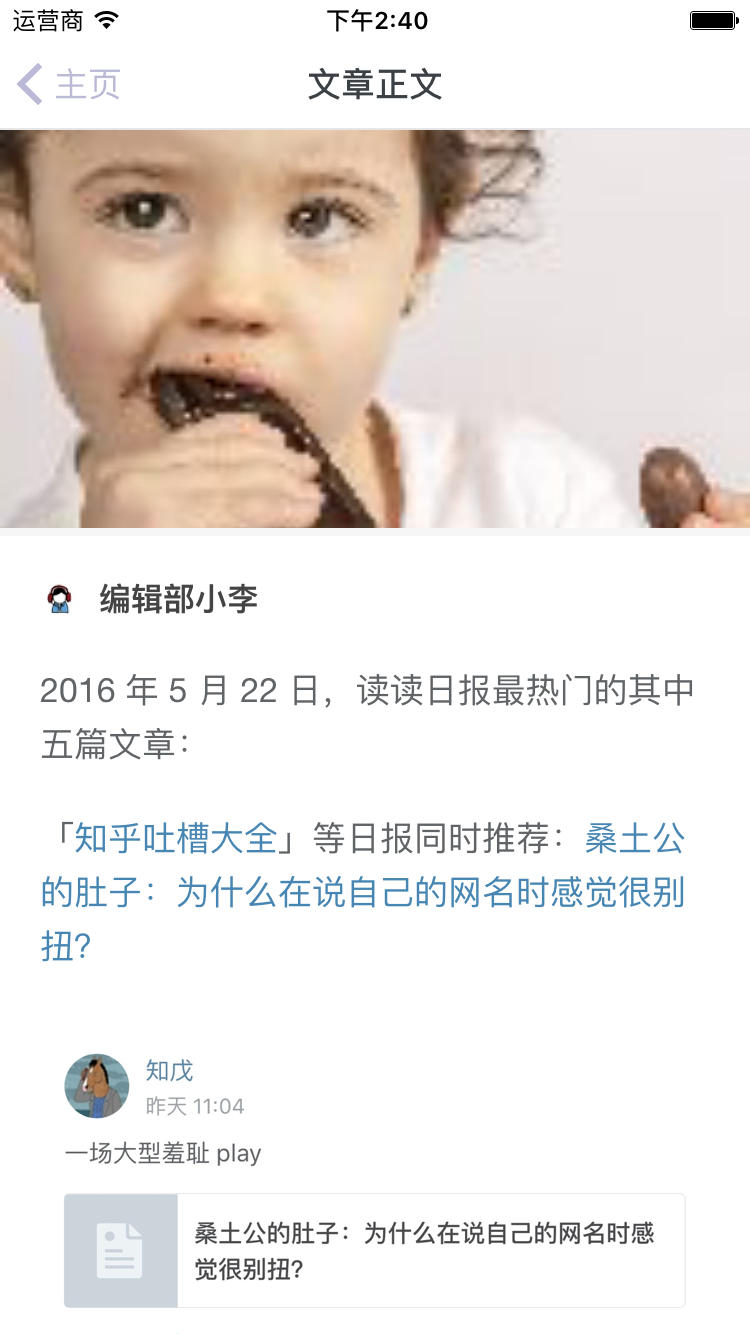 运营商 下午2:40
主页 文章正文
编辑部小李
2016 年 5 月 22 日，读读日报最热门的其中
五篇文章：
「知乎吐槽大全」等日报同时推荐：桑土公
的肚子：为什么在说自己的网名时感觉很别
扭？
知戊
昨天 11:04
一场大型羞耻 play
桑土公的肚子：为什么在说自己的网名时感
觉很别扭？